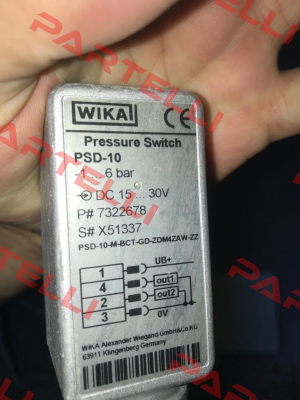 WIKA CE
Pressure Switch
PSD-10
-1 ... 6 bar
DC 15 ... 30V
P# 7322678
S# X51337
PSD-10-M-BCT-GD-ZDM4ZAW-ZZ
1 UB+
4 out1
2 out2
3 0V
WIKA Alexander Wiegand GmbH&Co.KG
63911 Klingenberg Germany
PARTELLI
PARTELLI
PARTELLI
PARTELLI